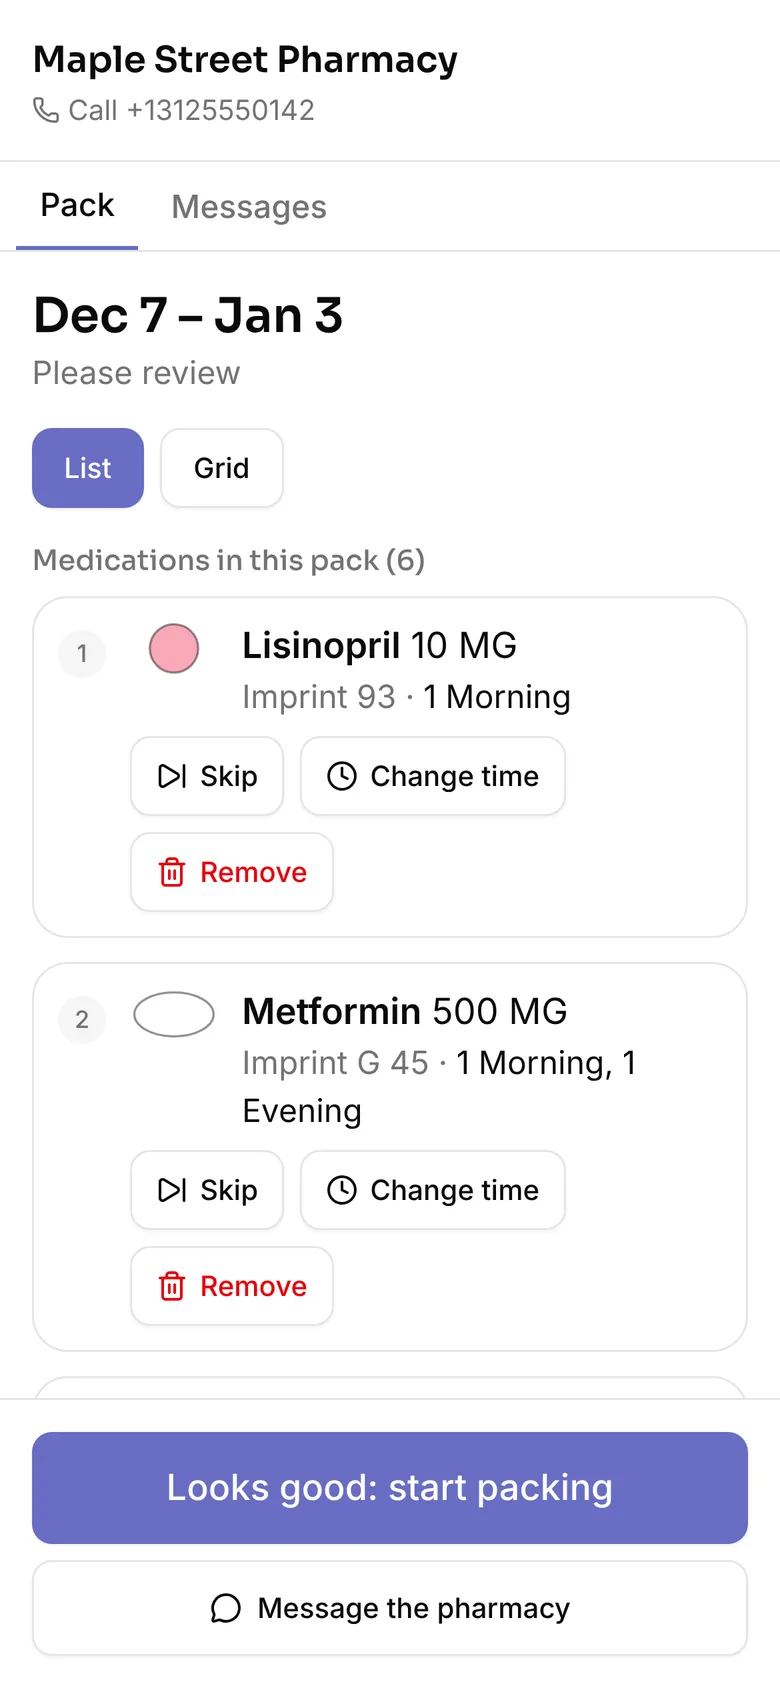 Maple Street Pharmacy
Call +13125550142
Pack
Messages
Dec 7 – Jan 3
Please review
List
Grid
Medications in this pack (6)
1
Lisinopril 10 MG
Imprint 93 · 1 Morning
Skip
Change time
Remove
2
Metformin 500 MG
Imprint G 45 · 1 Morning, 1
Evening
Skip
Change time
Remove
Looks good: start packing
Message the pharmacy